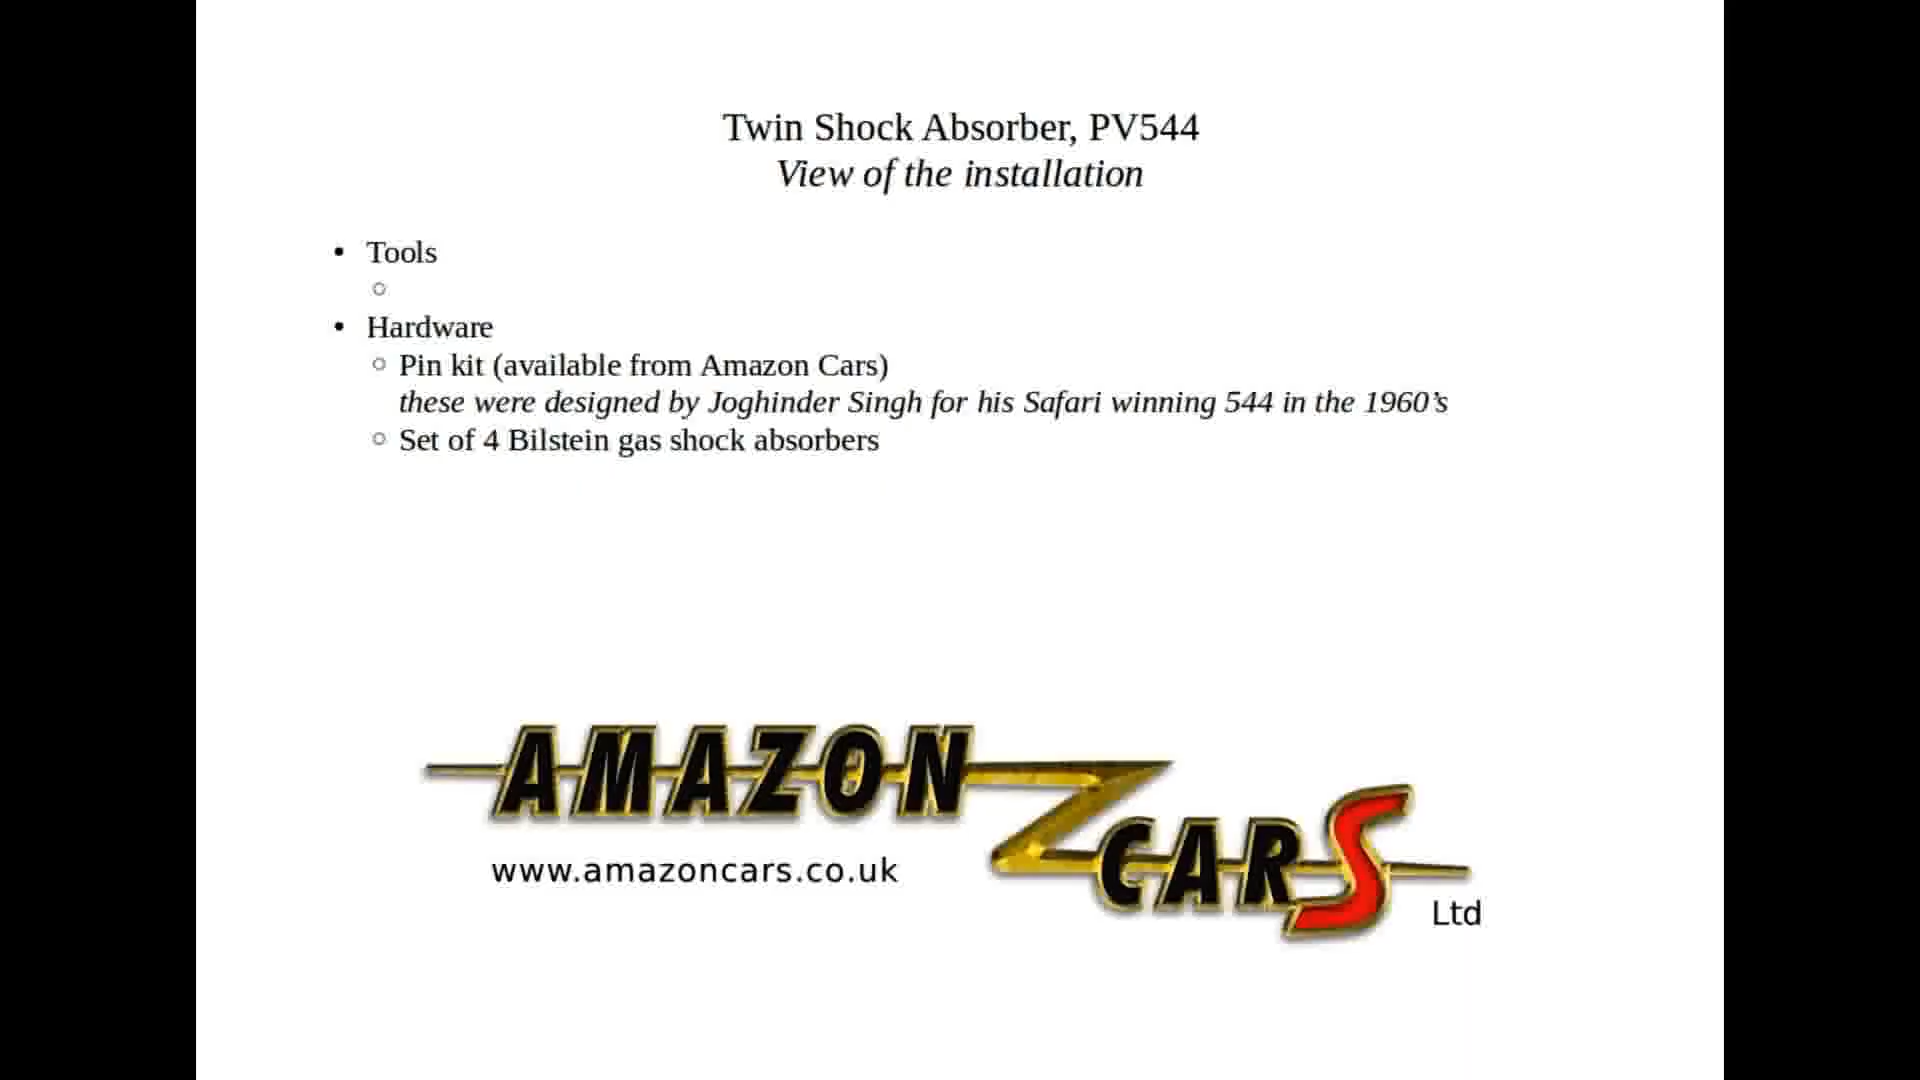 Twin Shock Absorber, PV544
View of the installation
• Tools
○
• Hardware
○ Pin kit (available from Amazon Cars)
these were designed by Joghinder Singh for his Safari winning 544 in the 1960’s
○ Set of 4 Bilstein gas shock absorbers
AMAZON
CARS
www.amazoncars.co.uk
Ltd